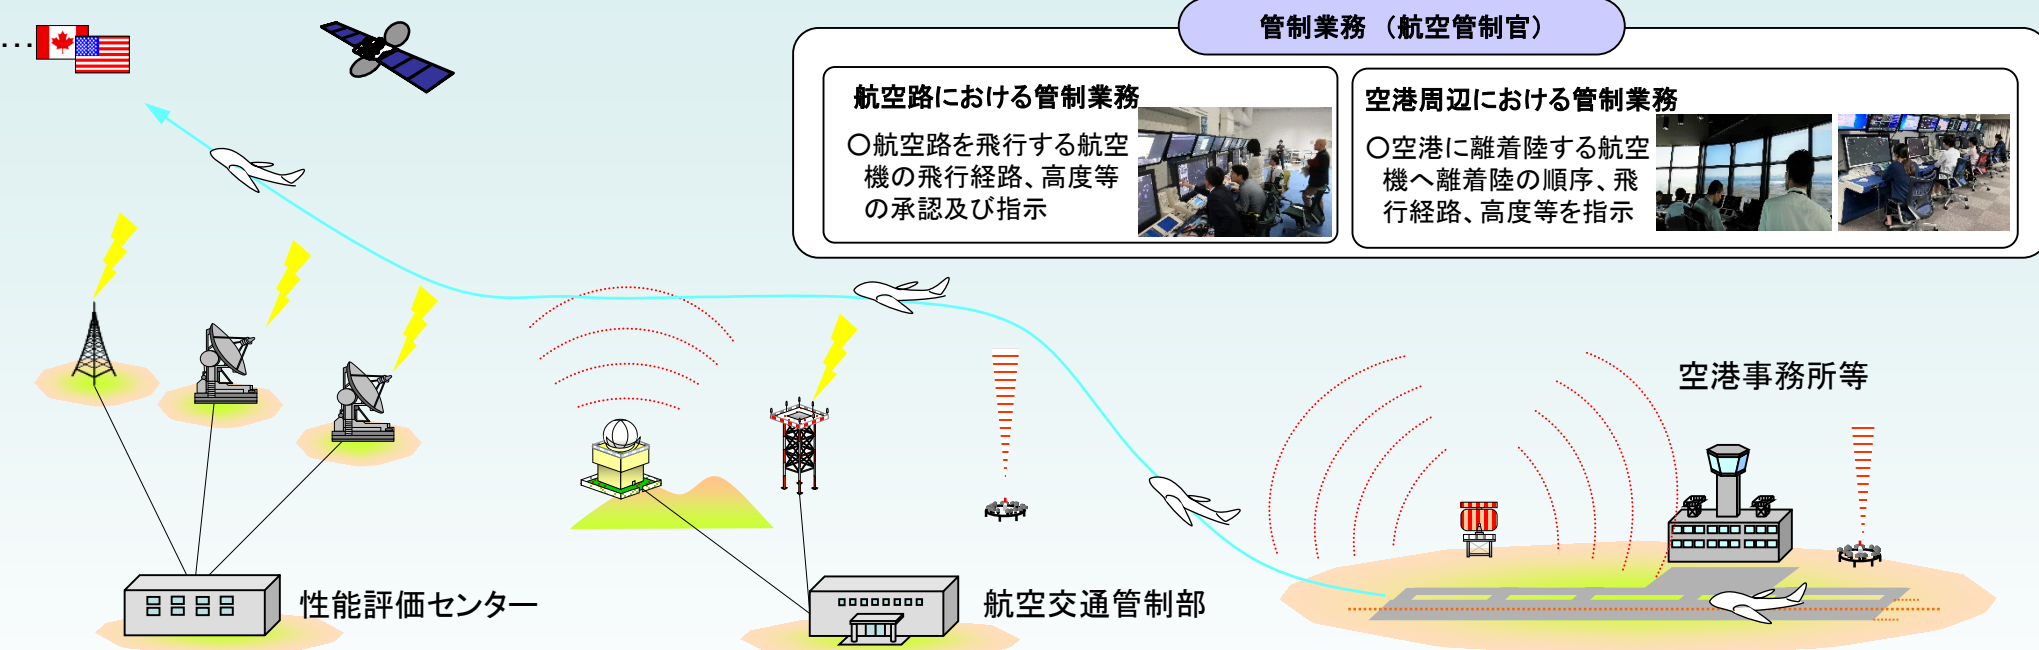 …
管制業務 （航空管制官）
航空路における管制業務
○航空路を飛行する航空
機の飛行経路、高度等
の承認及び指示
空港周辺における管制業務
○空港に離着陸する航空
機へ離着陸の順序、飛
行経路、高度等を指示
空港事務所等
性能評価センター
航空交通管制部